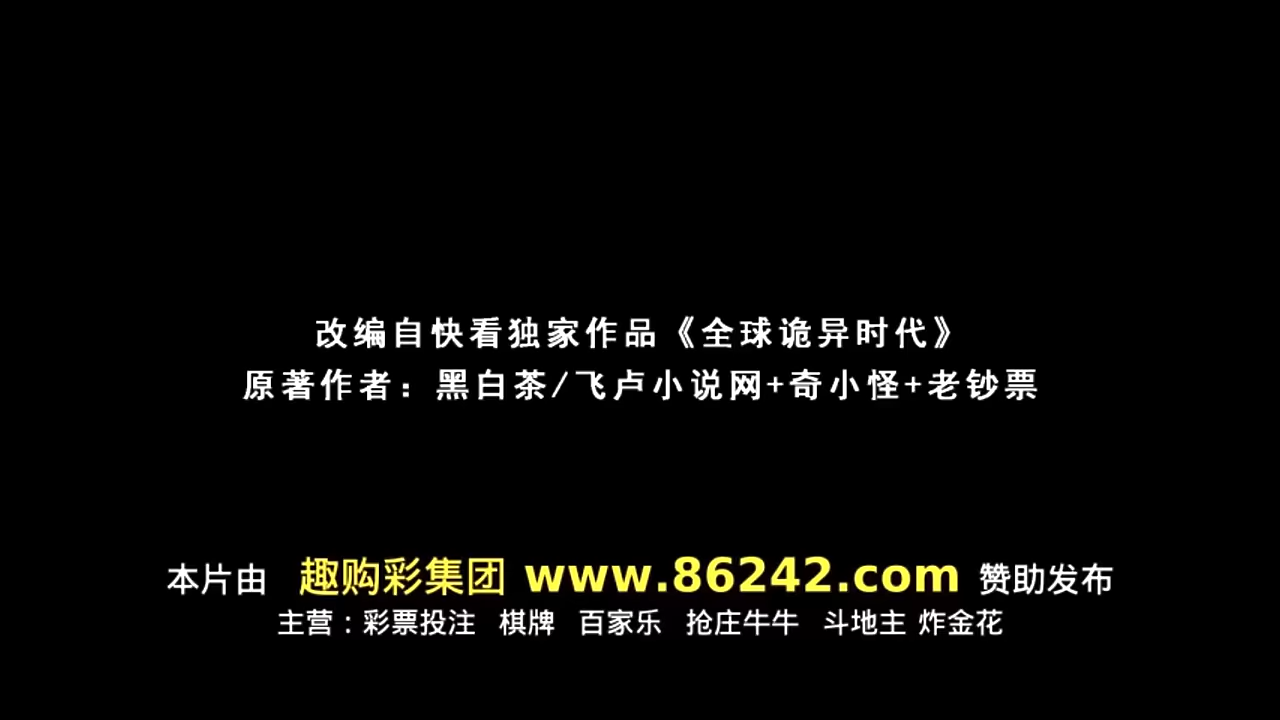 改编自快看独家作品《全球诡异时代》
原著作者：黑白茶/飞卢小说网+奇小怪+老钞票
本片由 趣购彩集团 www.86242.com 赞助发布
主营：彩票投注 棋牌 百家乐 抢庄牛牛 斗地主 炸金花